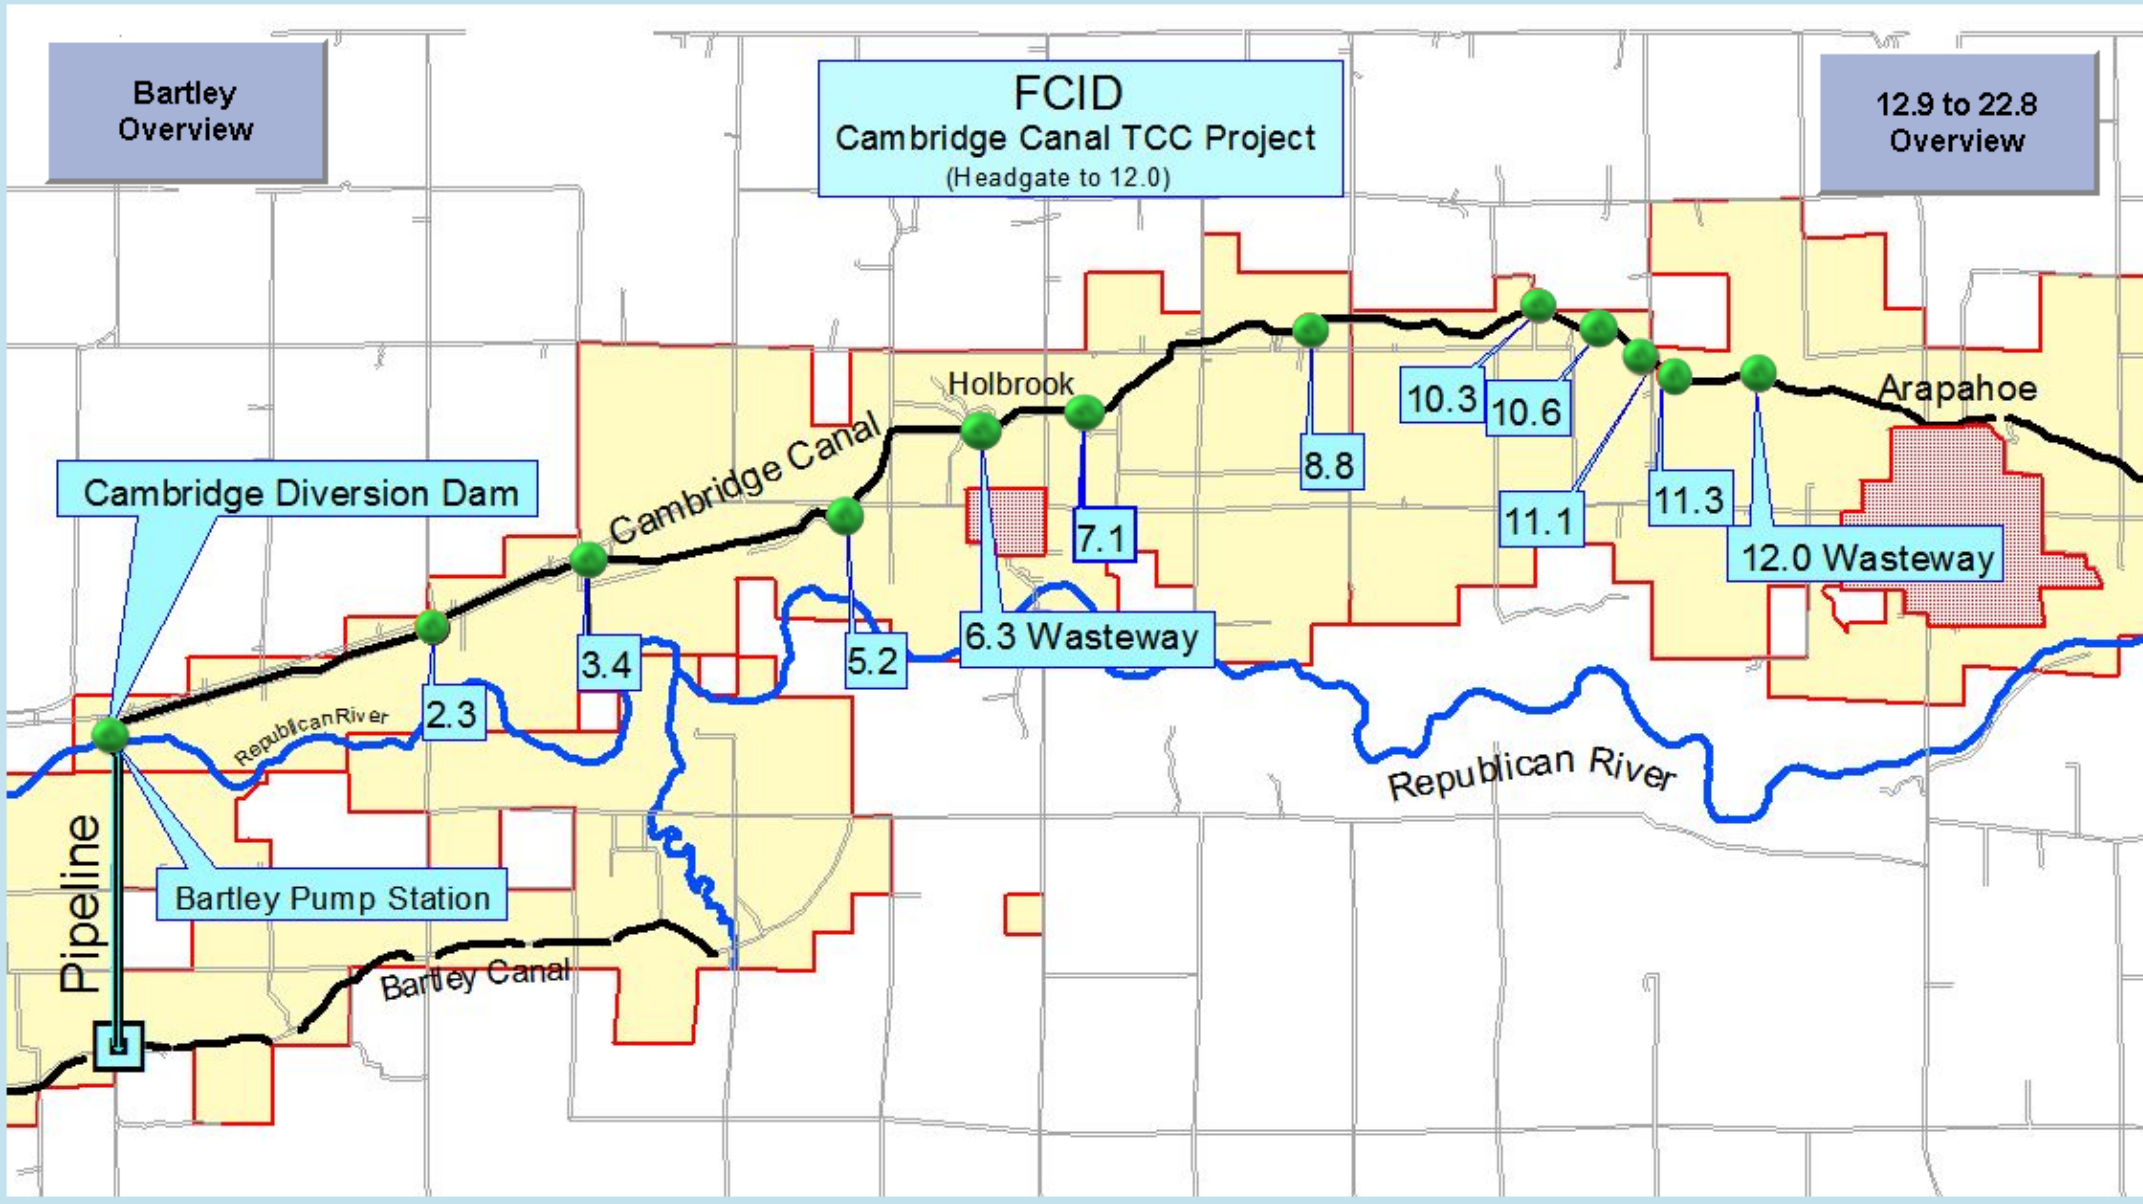 Bartley
Overview
FCID
Cambridge Canal TCC Project
(Headgate to 12.0)
12.9 to 22.8
Overview
Holbrook
Arapahoe
10.3
10.6
8.8
Cambridge Canal
Cambridge Diversion Dam
11.1
11.3
7.1
12.0 Wasteway
6.3 Wasteway
5.2
3.4
2.3
Republican River
Republican River
Pipeline
Bartley Pump Station
Bartley Canal